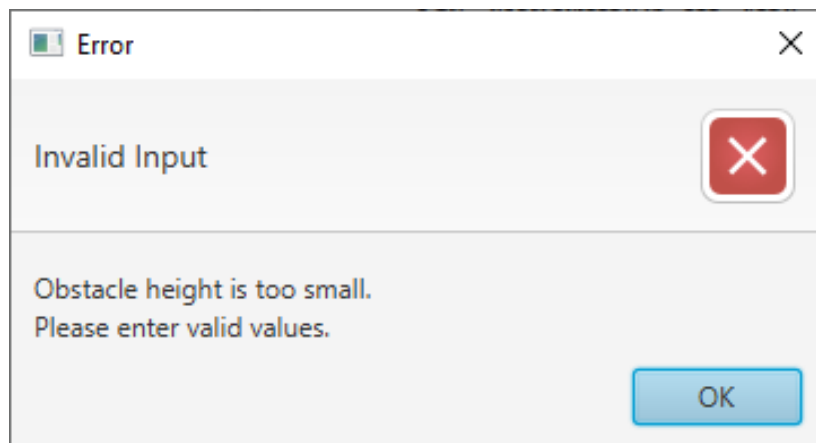 Error
Invalid Input
Obstacle height is too small.
Please enter valid values.
OK